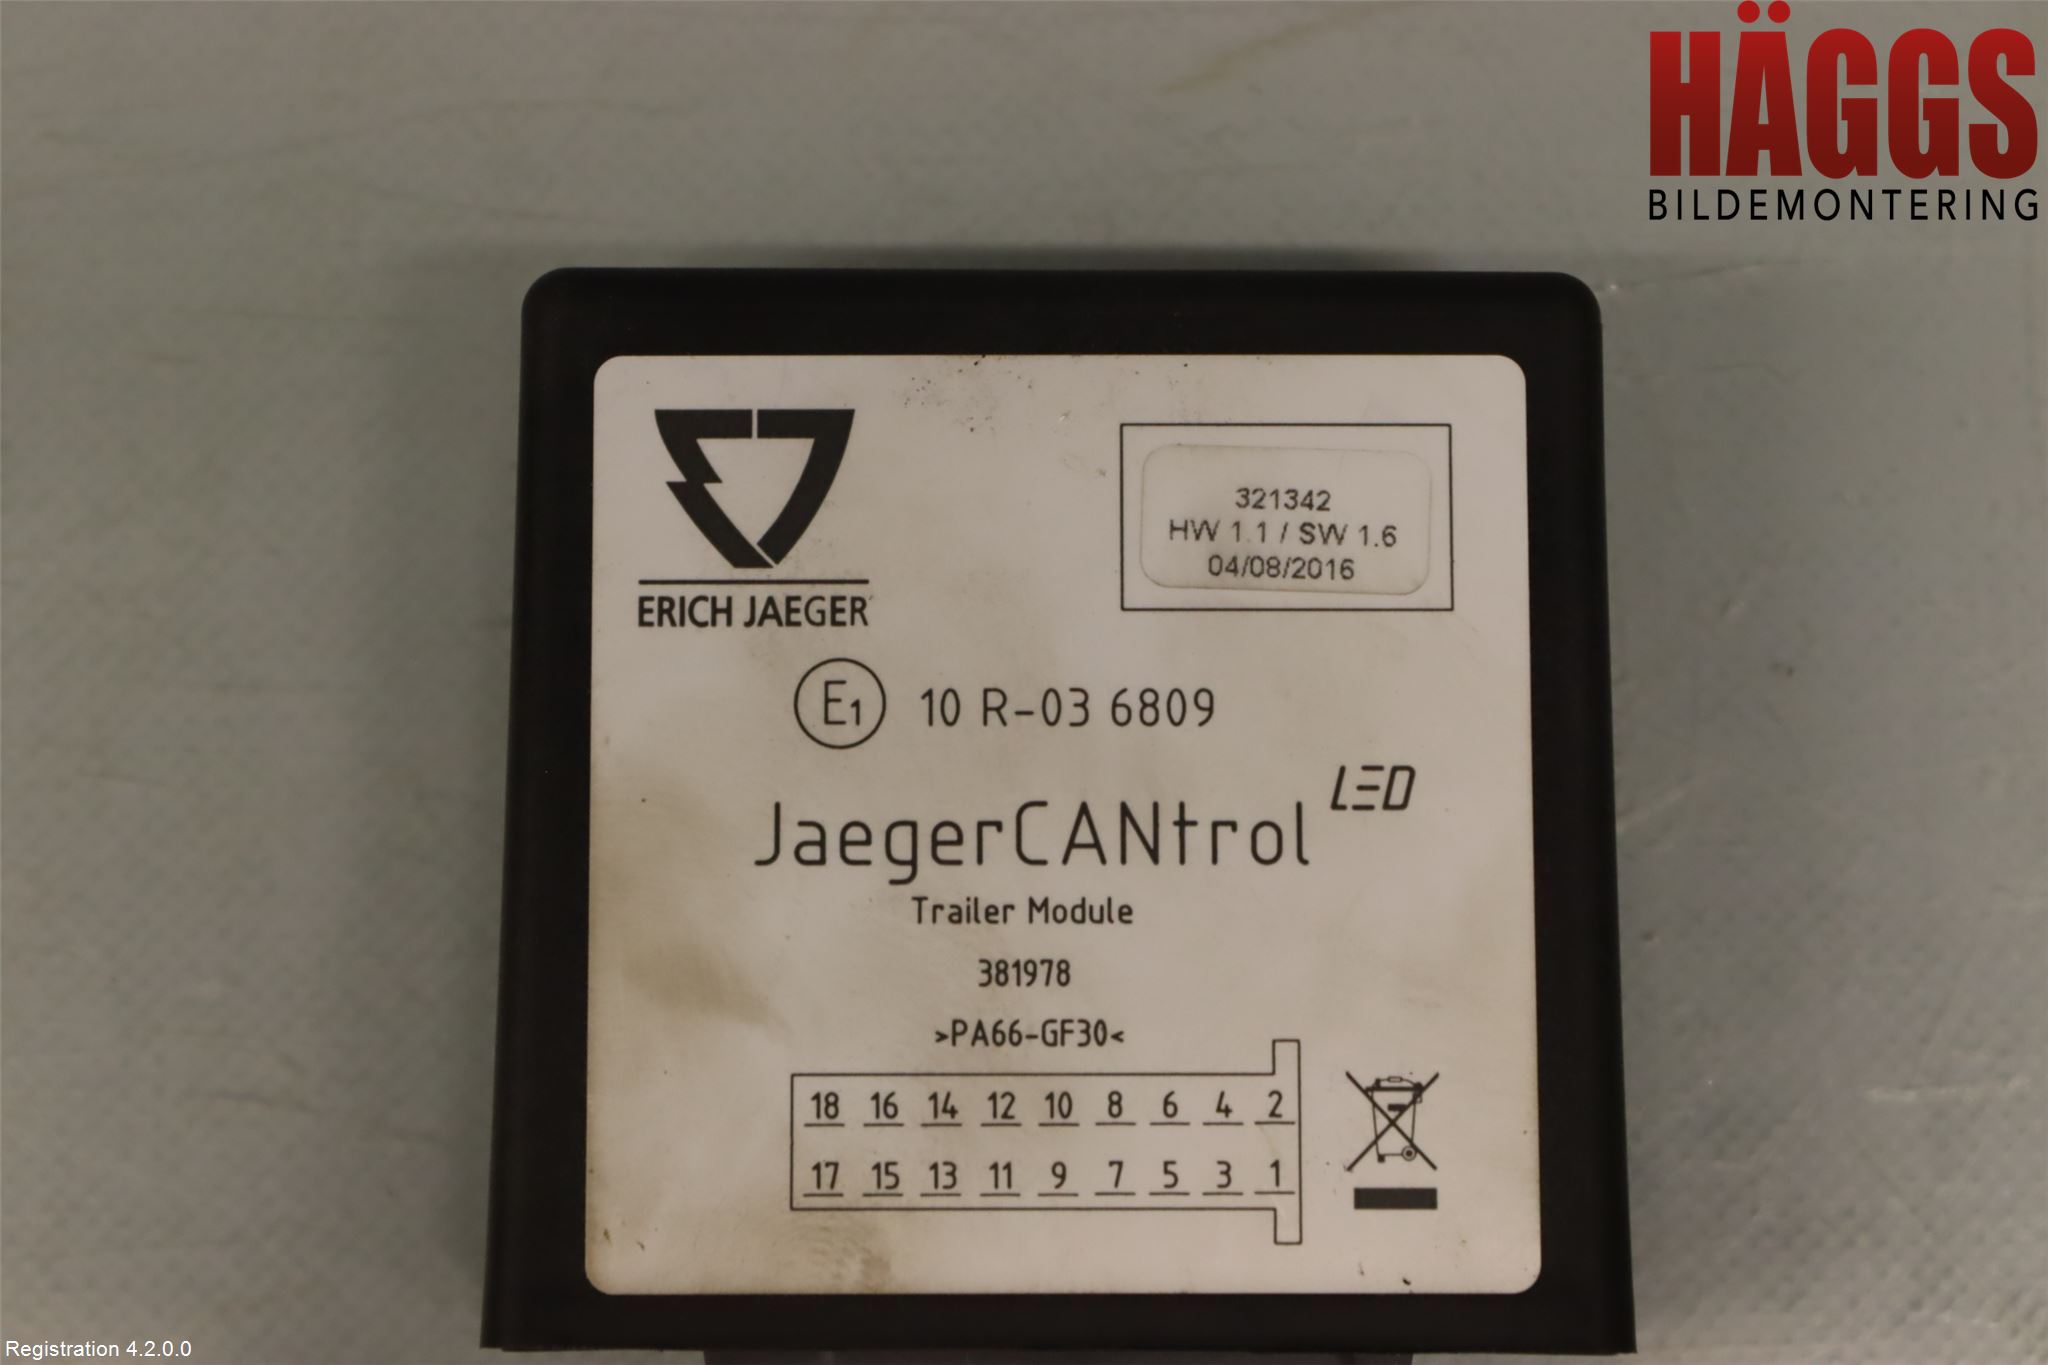 HÄGGS
BILDEMONTERING
321342
HW 1.1 / SW 1.6
04/08/2016
ERICH JAEGER
E1 10 R-03 6809
JaegerCANtrol LED
Trailer Module
381978
>PA66-GF30<
18 16 14 12 10 8 6 4 2
17 15 13 11 9 7 5 3 1
Registration 4.2.0.0